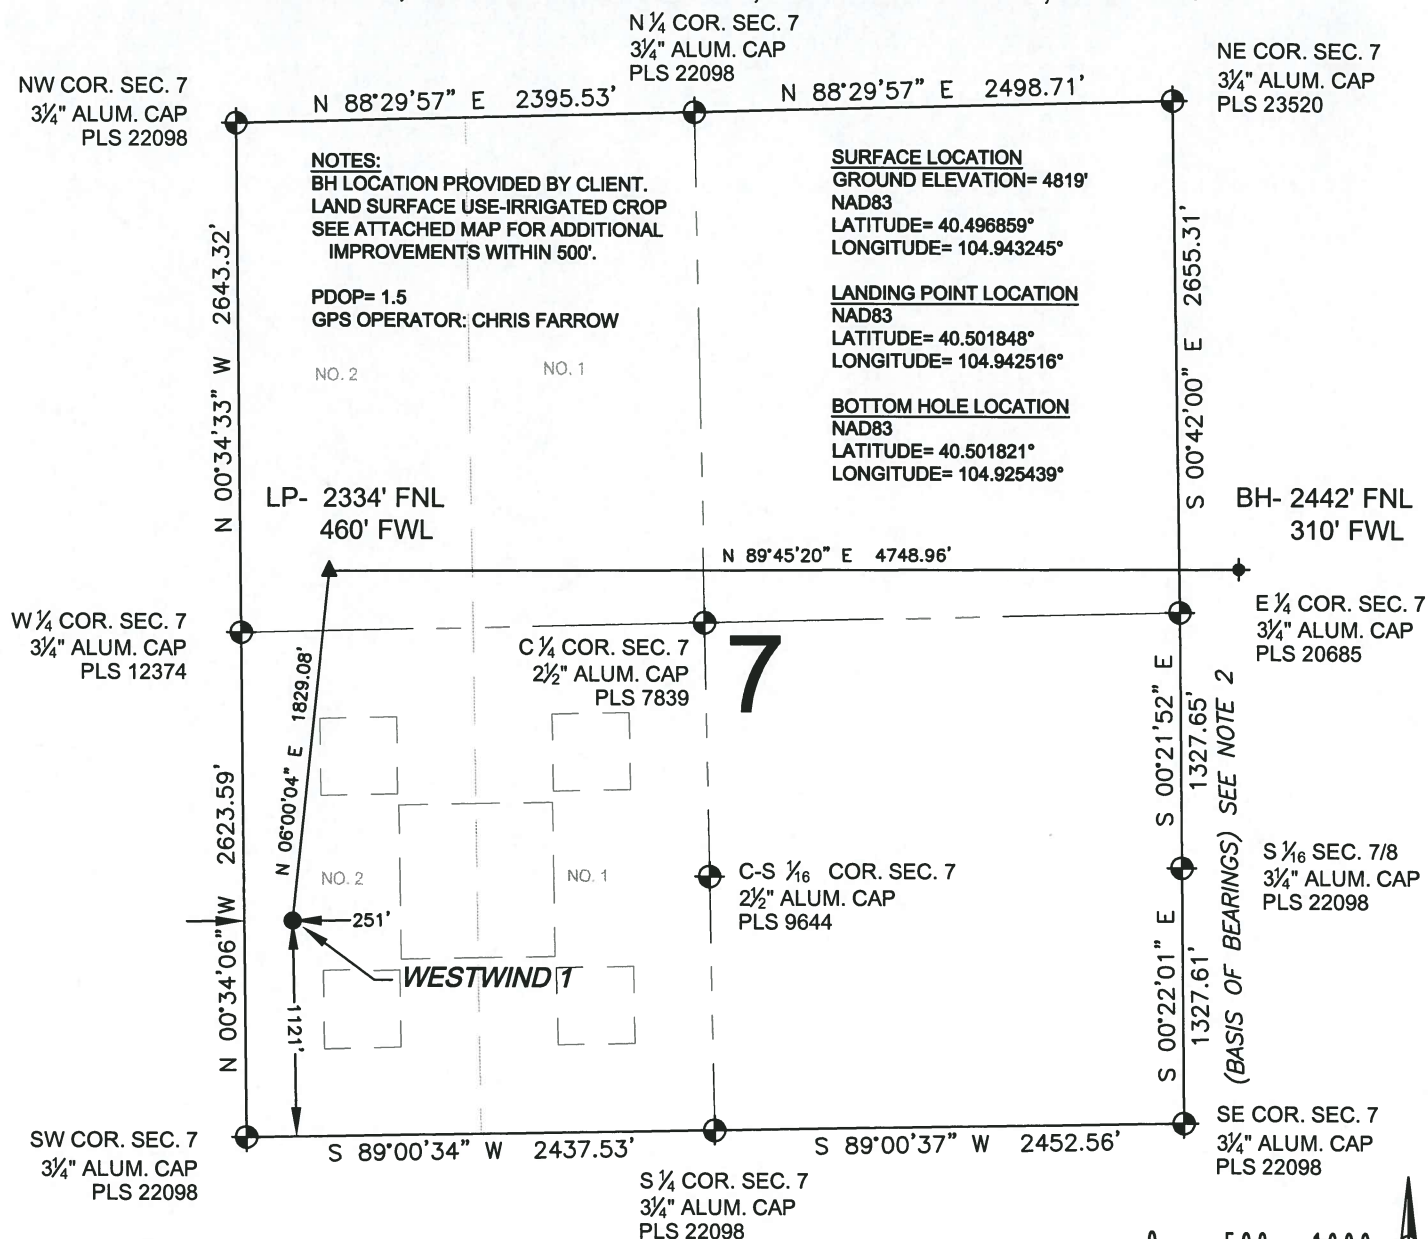 N ¼ COR. SEC. 7
3¼" ALUM. CAP
PLS 22098
NE COR. SEC. 7
3¼" ALUM. CAP
PLS 23520
NW COR. SEC. 7
3¼" ALUM. CAP
PLS 22098
N 88°29'57" E 2395.53'
N 88°29'57" E 2498.71'
NOTES:
BH LOCATION PROVIDED BY CLIENT.
LAND SURFACE USE-IRRIGATED CROP
SEE ATTACHED MAP FOR ADDITIONAL
IMPROVEMENTS WITHIN 500'.
PDOP= 1.5
GPS OPERATOR: CHRIS FARROW
SURFACE LOCATION
GROUND ELEVATION= 4819'
NAD83
LATITUDE= 40.496859°
LONGITUDE= 104.943245°
LANDING POINT LOCATION
NAD83
LATITUDE= 40.501848°
LONGITUDE= 104.942516°
BOTTOM HOLE LOCATION
NAD83
LATITUDE= 40.501821°
LONGITUDE= 104.925439°
N 00°34'33" W 2643.32'
S 00°42'00" E 2655.31'
NO. 2
NO. 1
LP- 2334' FNL
460' FWL
BH- 2442' FNL
310' FWL
N 89°45'20" E 4748.96'
W ¼ COR. SEC. 7
3¼" ALUM. CAP
PLS 12374
C ¼ COR. SEC. 7
2½" ALUM. CAP
PLS 7839
7
E ¼ COR. SEC. 7
3¼" ALUM. CAP
PLS 20685
N 06°00'04" E 1829.08'
N 00°34'06" W 2623.59'
S 00°21'52" E
1327.65'
(BASIS OF BEARINGS) SEE NOTE 2
NO. 2
NO. 1
C-S 1⁄16 COR. SEC. 7
2½" ALUM. CAP
PLS 9644
S 1⁄16 SEC. 7/8
3¼" ALUM. CAP
PLS 22098
251'
WESTWIND 1
1121'
S 00°22'01" E
1327.61'
SW COR. SEC. 7
3¼" ALUM. CAP
PLS 22098
S 89°00'34" W 2437.53'
S 89°00'37" W 2452.56'
SE COR. SEC. 7
3¼" ALUM. CAP
PLS 22098
S ¼ COR. SEC. 7
3¼" ALUM. CAP
PLS 22098